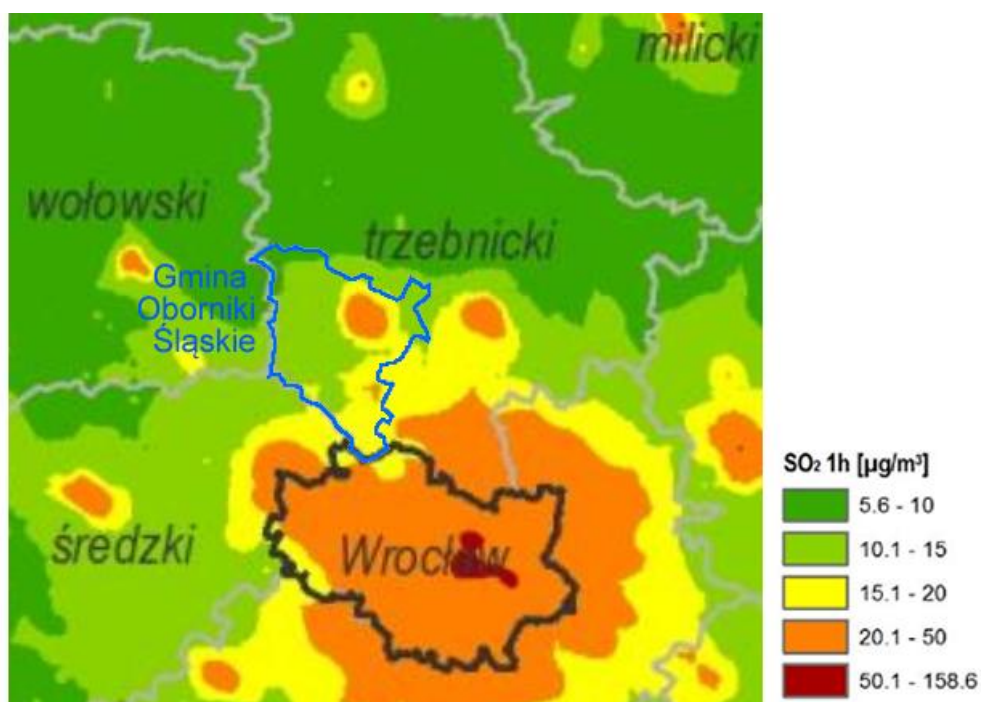 milicki
wołowski
trzebnicki
Gmina
Oborniki
Śląskie
średzki
Wrocław
SO₂ 1h [µg/m³]
5.6 - 10
10.1 - 15
15.1 - 20
20.1 - 50
50.1 - 158.6